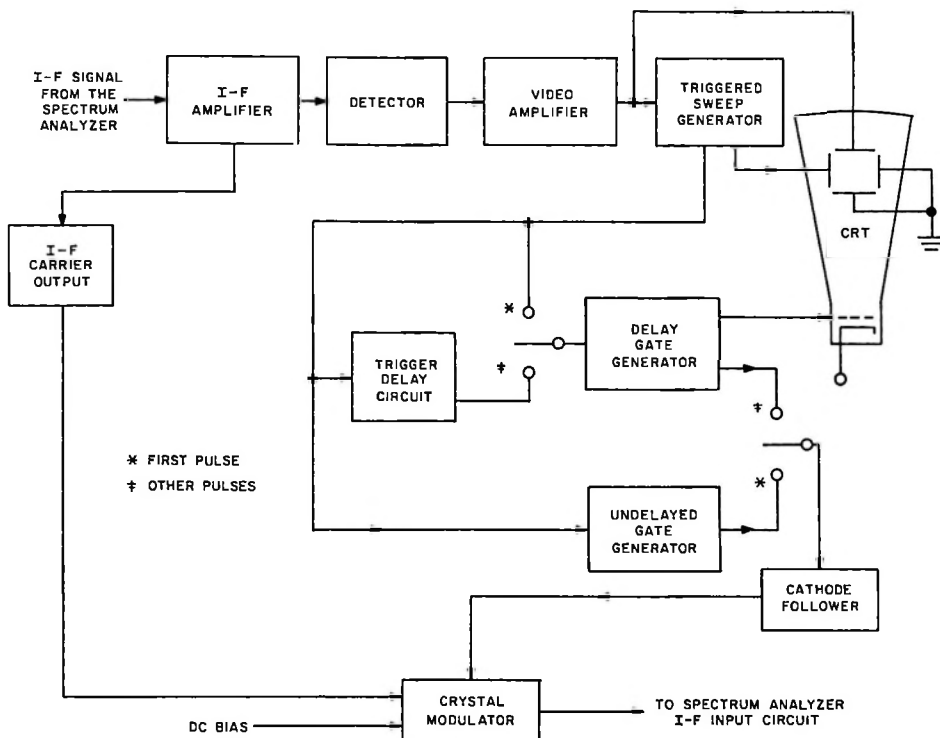 I-F SIGNAL
FROM THE
SPECTRUM
ANALYZER
I-F
AMPLIFIER
DETECTOR
VIDEO
AMPLIFIER
TRIGGERED
SWEEP
GENERATOR
CRT
I-F
CARRIER
OUTPUT
*
‡
TRIGGER
DELAY
CIRCUIT
DELAY
GATE
GENERATOR
‡
* FIRST PULSE
‡ OTHER PULSES
*
UNDELAYED
GATE
GENERATOR
CATHODE
FOLLOWER
CRYSTAL
MODULATOR
DC BIAS
TO SPECTRUM ANALYZER
I-F INPUT CIRCUIT